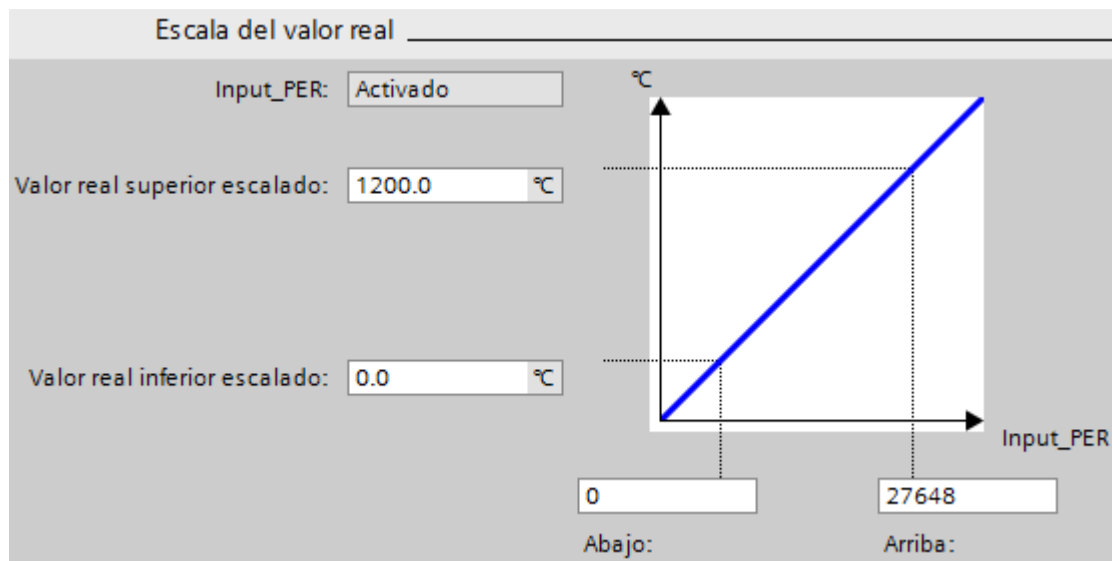 Escala del valor real
Input_PER: Activado
℃
Valor real superior escalado: 1200.0 ℃
Valor real inferior escalado: 0.0 ℃
Input_PER
0 27648
Abajo: Arriba: